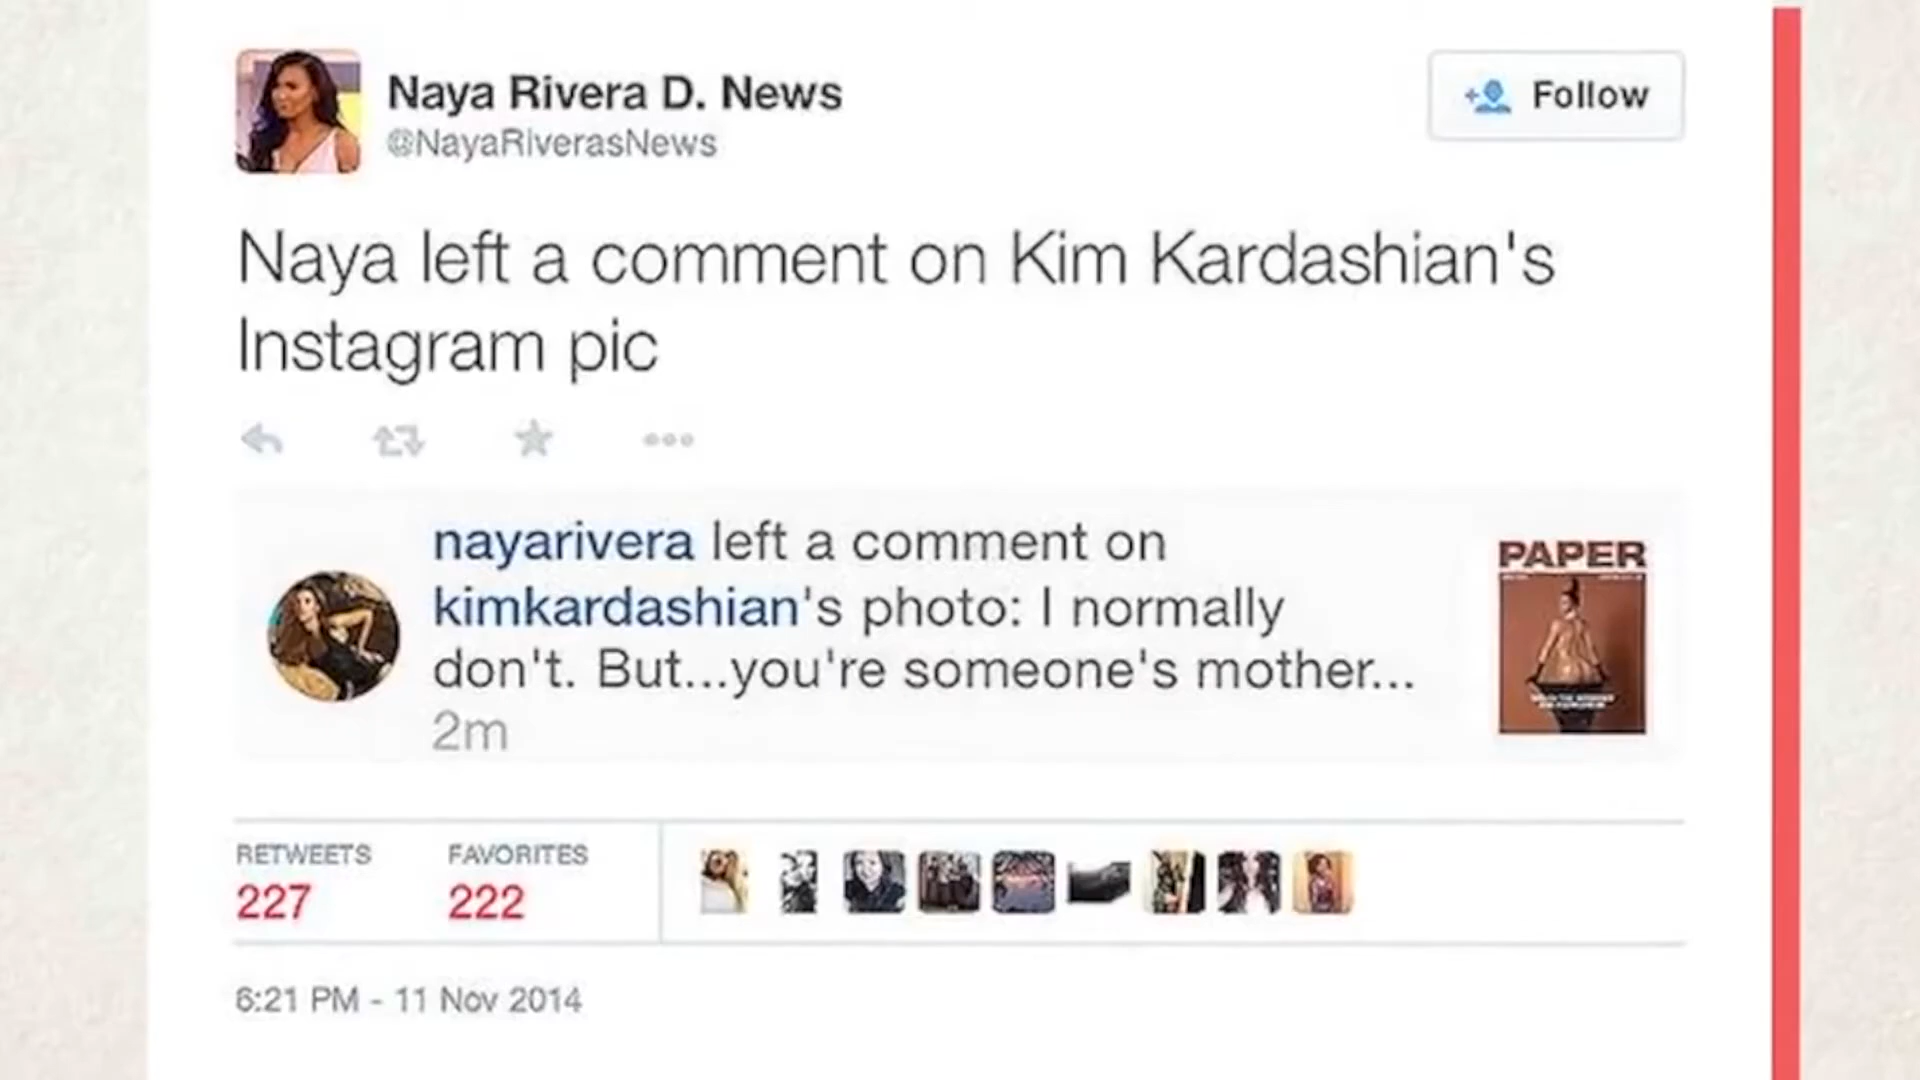 Naya Rivera D. News
@NayaRiverasNews
Follow
Naya left a comment on Kim Kardashian's
Instagram pic
nayarivera left a comment on
kimkardashian's photo: I normally
don't. But...you're someone's mother...
2m
PAPER
RETWEETS
227
FAVORITES
222
6:21 PM - 11 Nov 2014